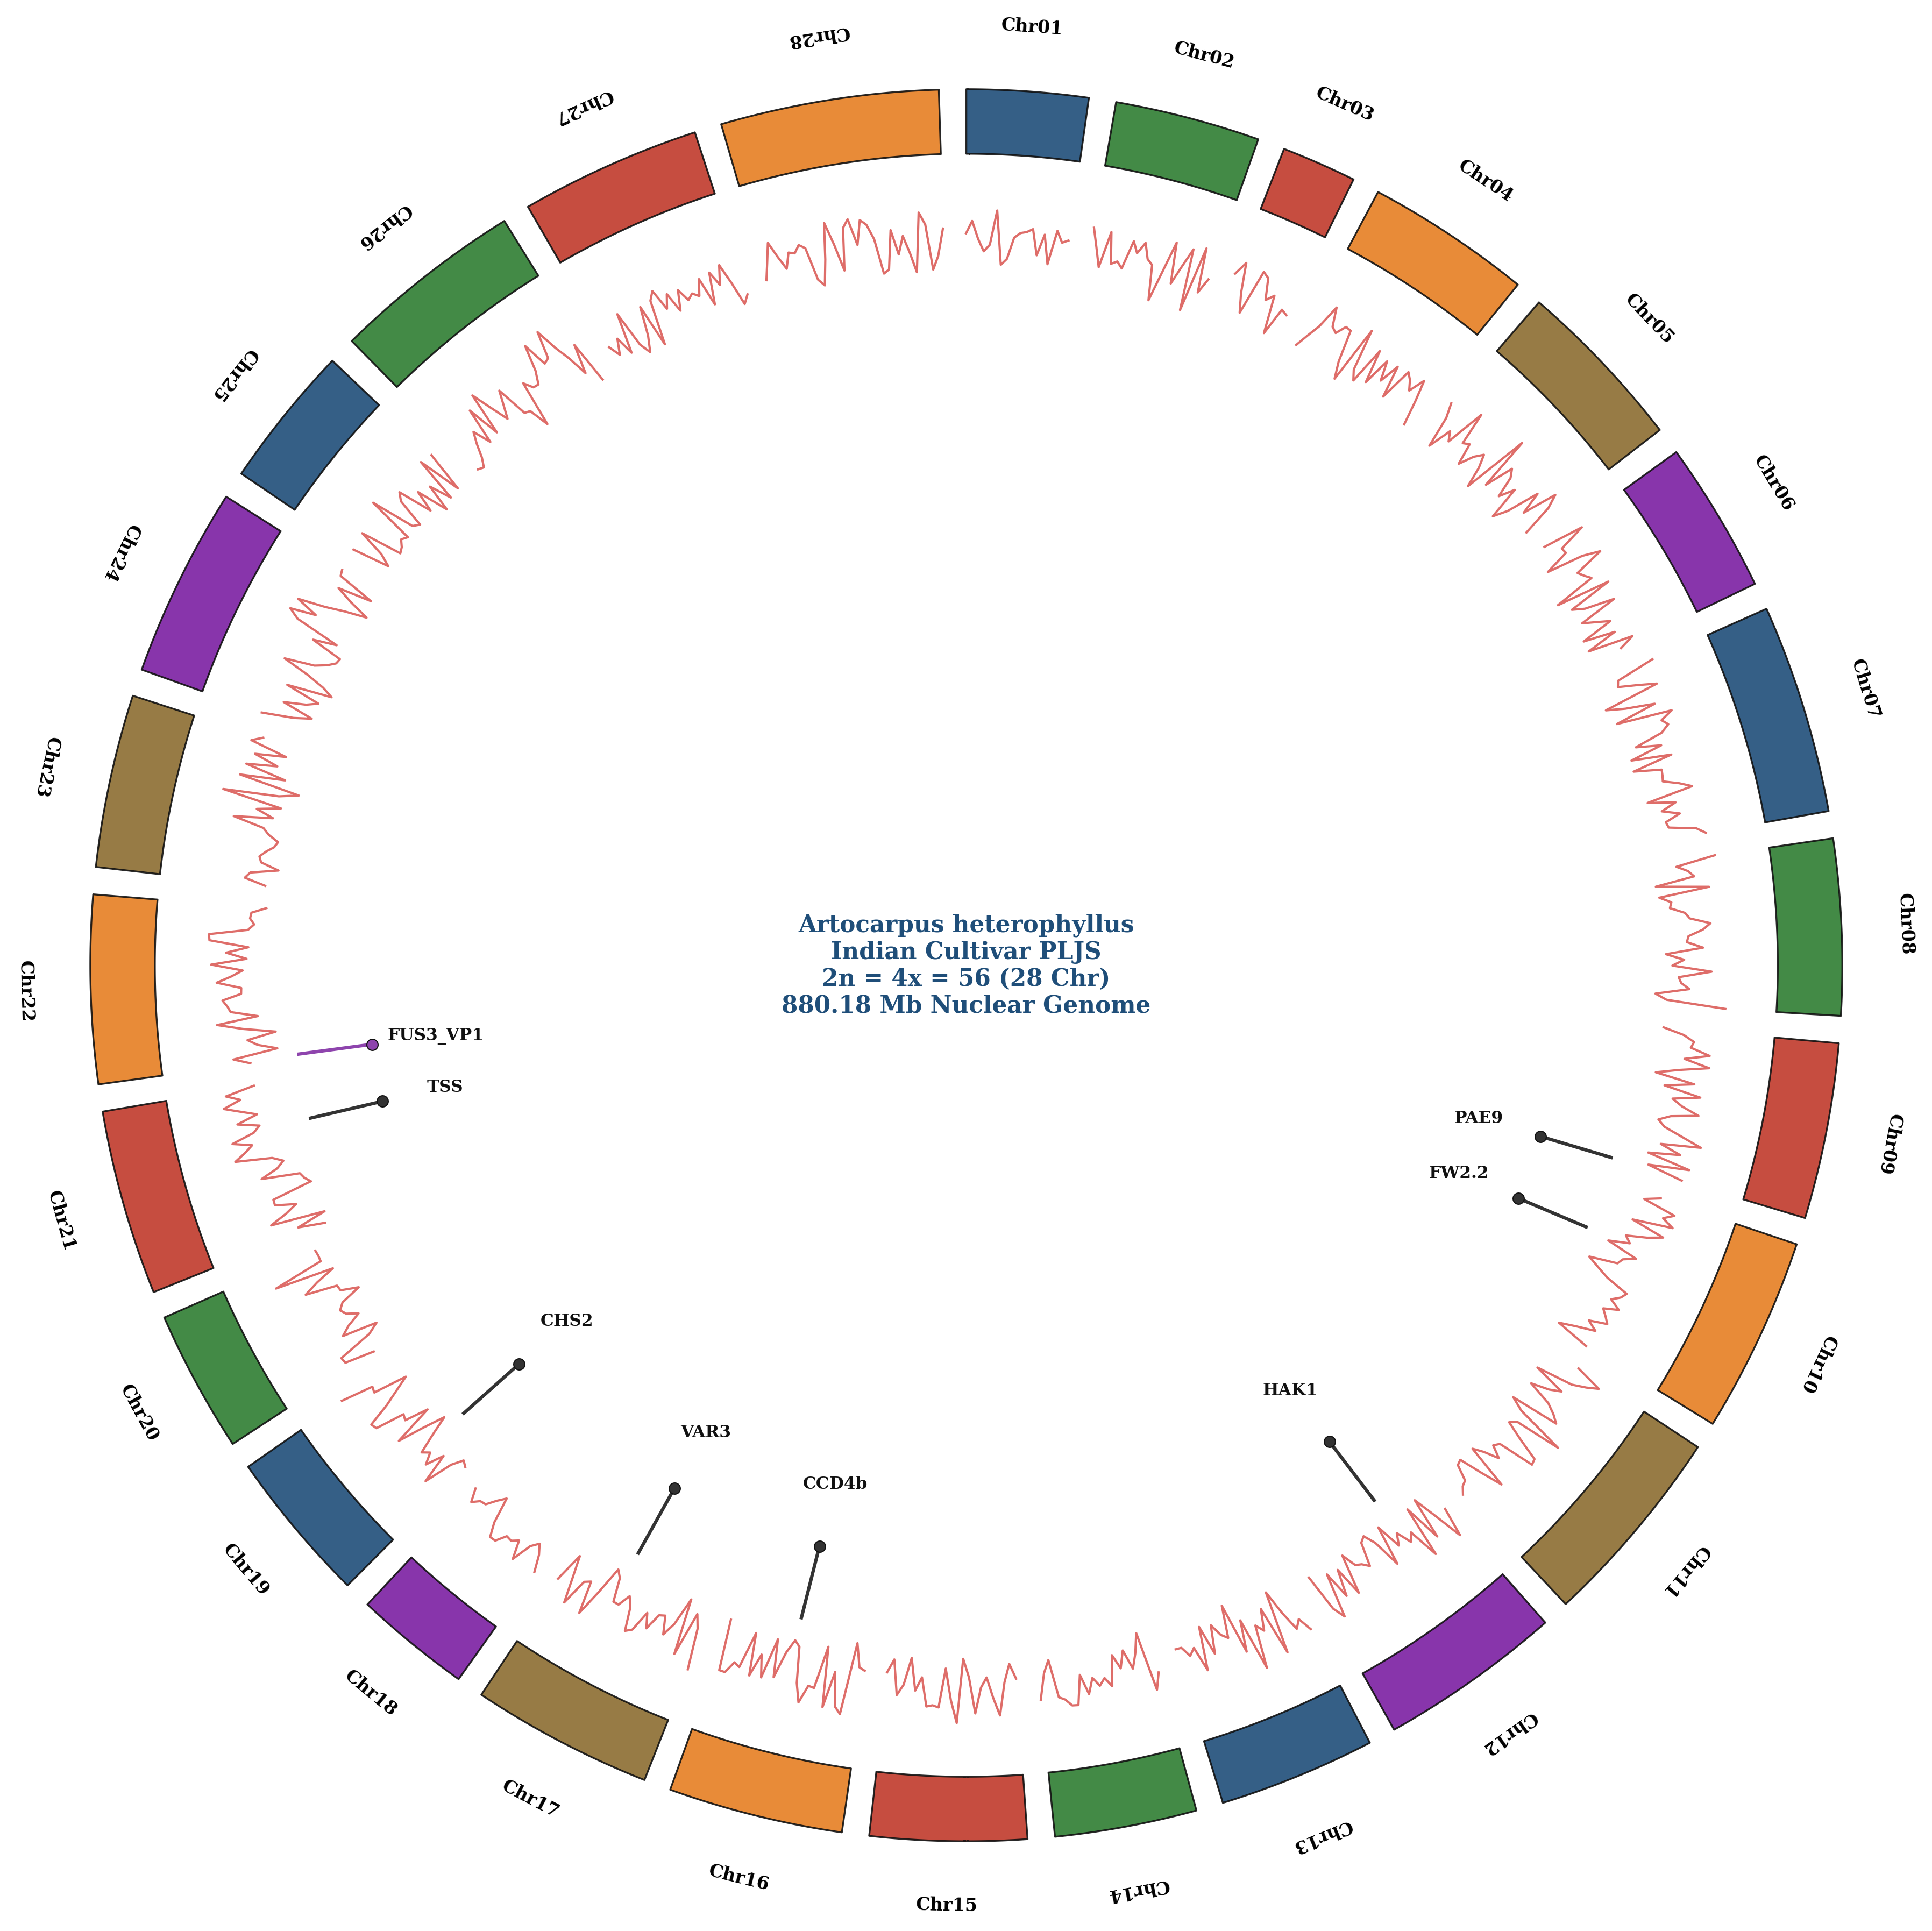 Chr01
Chr02
Chr03
Chr04
Chr05
Chr06
Chr07
Chr08
Chr09
Chr10
Chr11
Chr12
Chr13
Chr14
Chr15
Chr16
Chr17
Chr18
Chr19
Chr20
Chr21
Chr22
Chr23
Chr24
Chr25
Chr26
Chr27
Chr28
Artocarpus heterophyllus
Indian Cultivar PLJS
2n = 4x = 56 (28 Chr)
880.18 Mb Nuclear Genome
FUS3_VP1
TSS
PAE9
FW2.2
CHS2
HAK1
VAR3
CCD4b